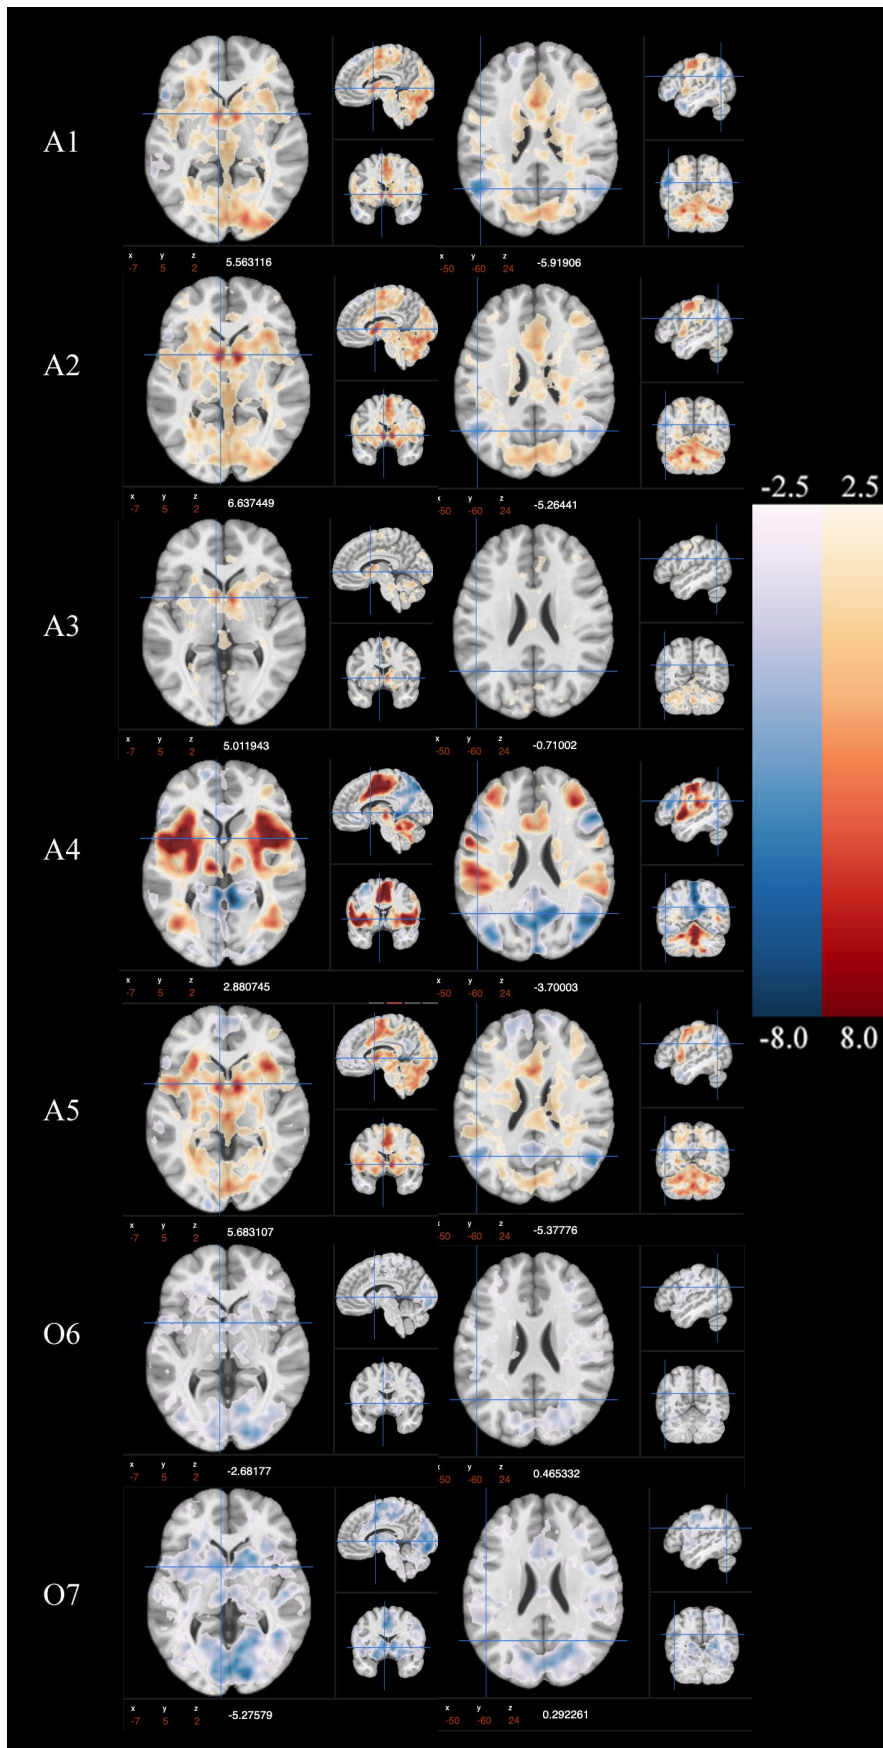 A1
x y z
-7 5 2 5.563116
x y z
-50 -60 24 -5.91906
A2
x y z
-7 5 2 6.637449
y z
50 -60 24 -5.26441
-2.5 2.5
A3
x y z
-7 5 2 5.011943
x y z
-50 -60 24 -0.71002
A4
x y z
-7 5 2 2.880745
y z
50 -60 24 -3.70003
-8.0 8.0
A5
x y z
-7 5 2 5.683107
y z
50 -60 24 -5.37776
O6
x y z
-7 5 2 -2.68177
y z
50 -60 24 0.465332
O7
x y z
-7 5 2 -5.27579
x y z
-50 -60 24 0.292261